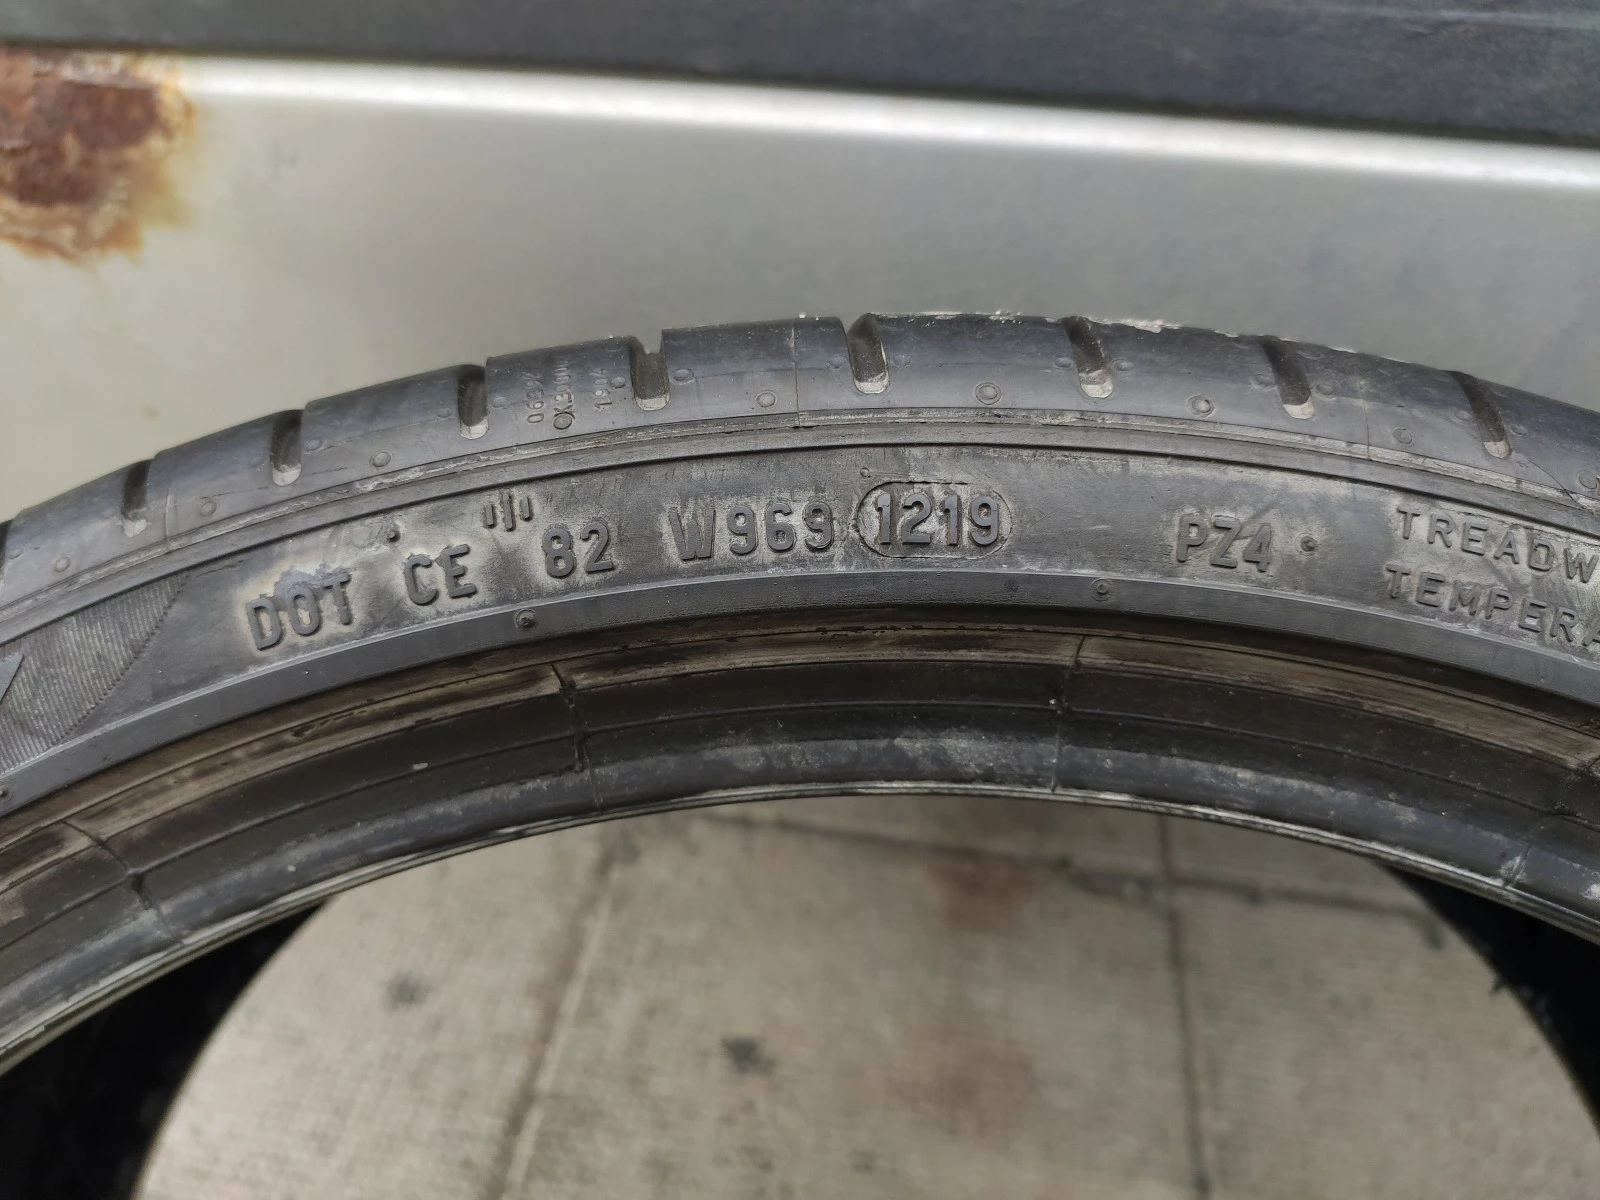 DOT CE 82 W969 1219 PZ4
TREADW
TEMPERA